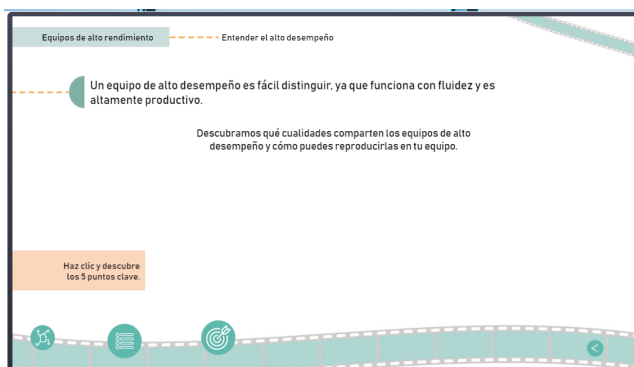 Equipos de alto rendimiento
Entender el alto desempeño
Un equipo de alto desempeño es fácil distinguir, ya que funciona con fluidez y es
altamente productivo.
Descubramos qué cualidades comparten los equipos de alto
desempeño y cómo puedes reproducirlas en tu equipo.
Haz clic y descubre
los 5 puntos clave.